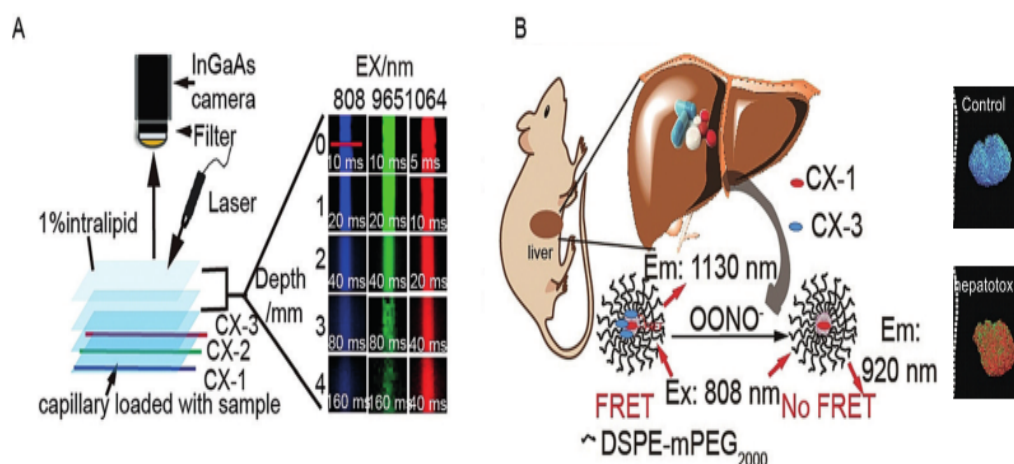 A
InGaAs
camera
Filter
Laser
1%intralipid
Depth
/mm
CX-3
CX-2
CX-1
capillary loaded with sample
EX/nm
808 965 1064
0
10 ms 10 ms 5 ms
1
20 ms 20 ms 10 ms
2
40 ms 40 ms 20 ms
3
80 ms 80 ms 40 ms
4
160 ms 160 ms 40 ms
B
liver
CX-1
CX-3
Em: 1130 nm
OONO⁻
Ex: 808 nm
FRET
No FRET
Em:
920 nm
~ DSPE-mPEG₂₀₀₀
Control
hepatotox